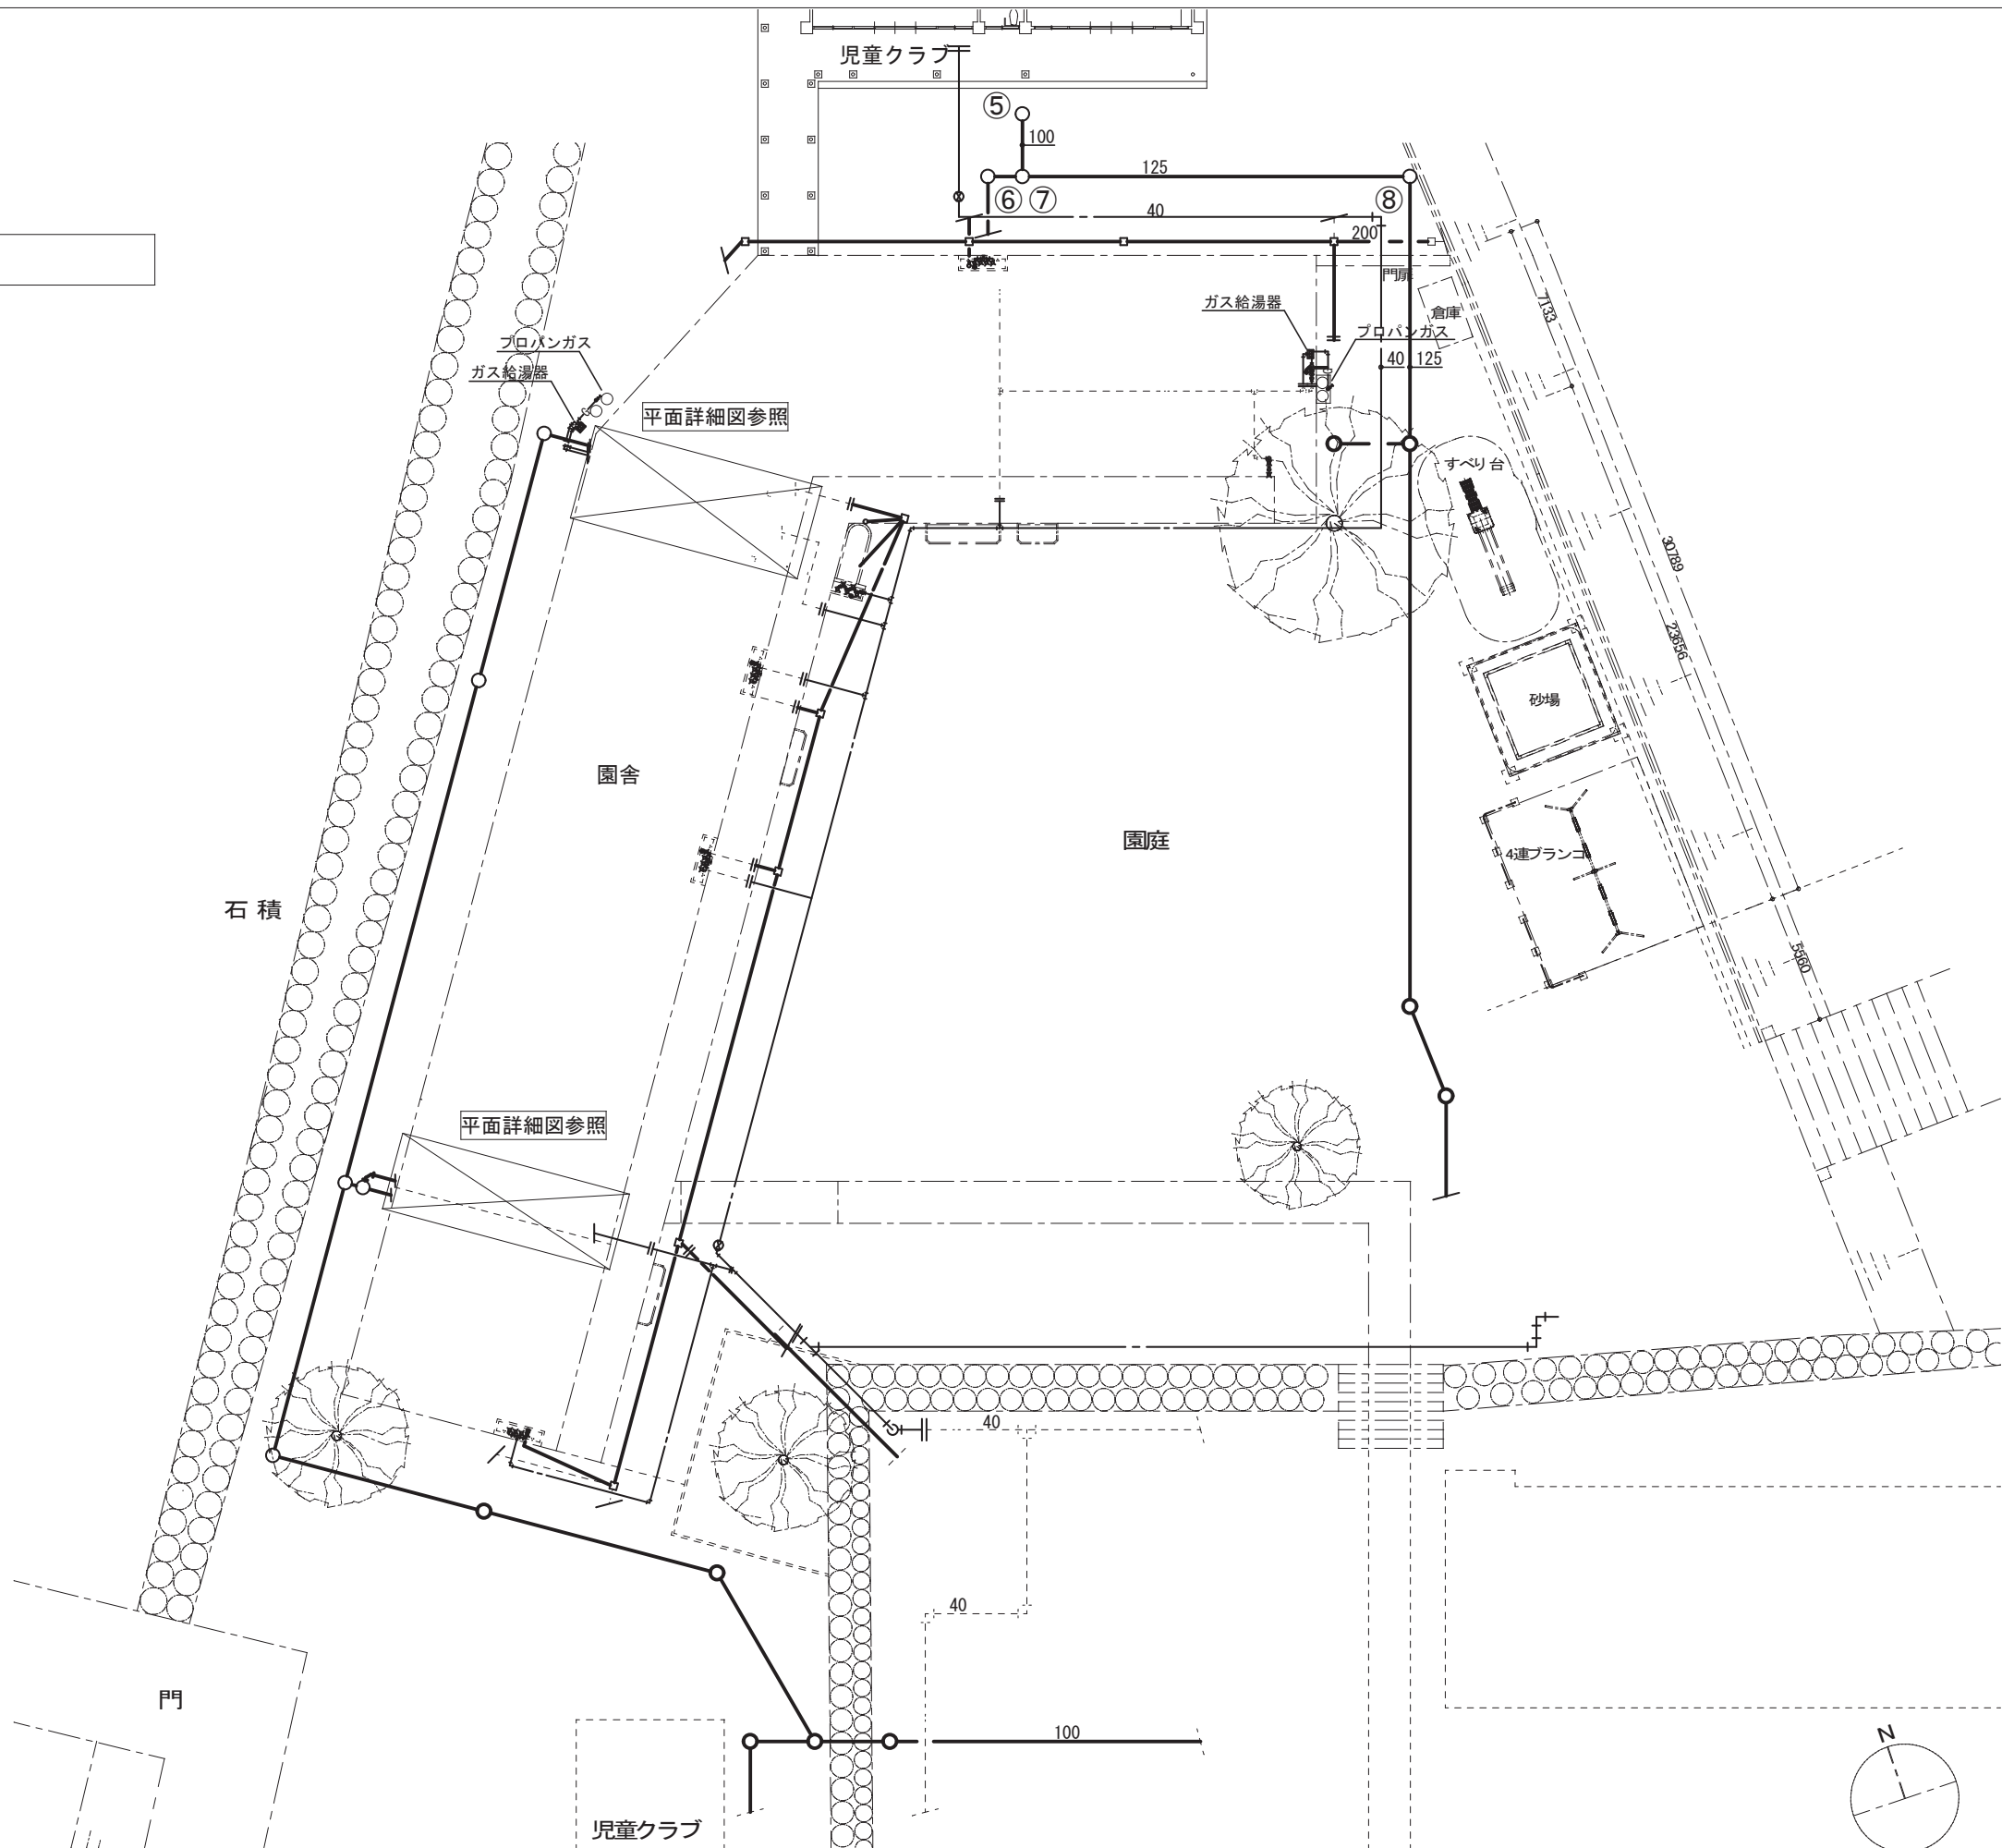 児童クラブ
⑤
100
125
⑥ ⑦
⑧
40
200
門扉
ガス給湯器
倉庫
7133
プロパンガス
プロパンガス
40 125
ガス給湯器
平面詳細図参照
すべり台
30789
23656
砂場
園舎
園庭
4連ブランコ
石積
5560
平面詳細図参照
40
40
門
100
N
児童クラブ